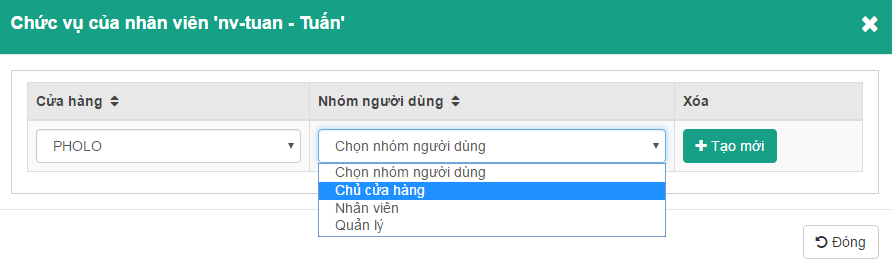 Chức vụ của nhân viên 'nv-tuan - Tuấn'
Cửa hàng Nhóm người dùng Xóa
PHOLO Chọn nhóm người dùng Tạo mới
Chọn nhóm người dùng
Chủ cửa hàng
Nhân viên
Quản lý
Đóng